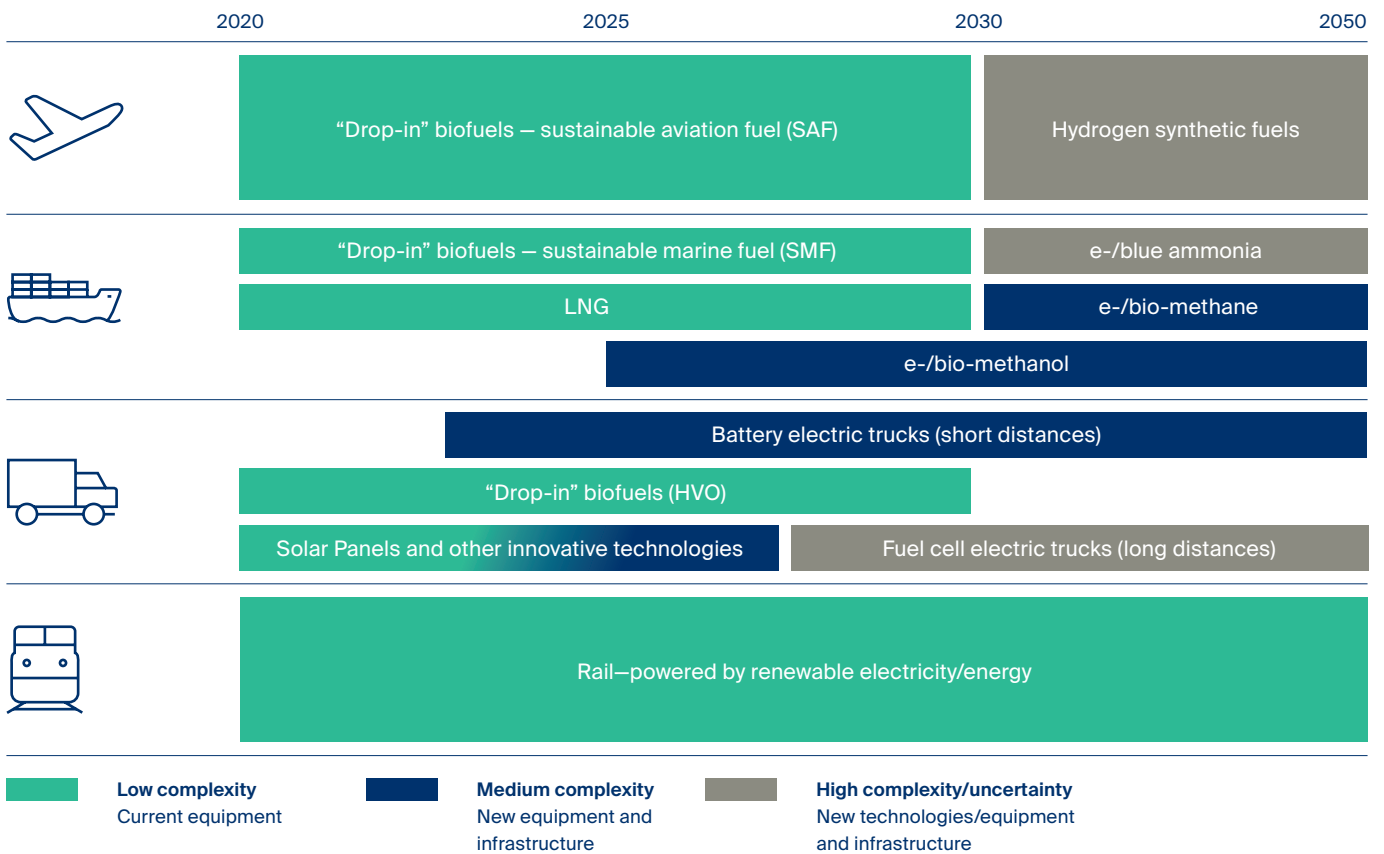 2020 2025 2030 2050
“Drop-in” biofuels — sustainable aviation fuel (SAF)
Hydrogen synthetic fuels
“Drop-in” biofuels — sustainable marine fuel (SMF)
e-/blue ammonia
LNG
e-/bio-methane
e-/bio-methanol
Battery electric trucks (short distances)
“Drop-in” biofuels (HVO)
Solar Panels and other innovative technologies
Fuel cell electric trucks (long distances)
Rail—powered by renewable electricity/energy
Low complexity
Current equipment
Medium complexity
New equipment and
infrastructure
High complexity/uncertainty
New technologies/equipment
and infrastructure